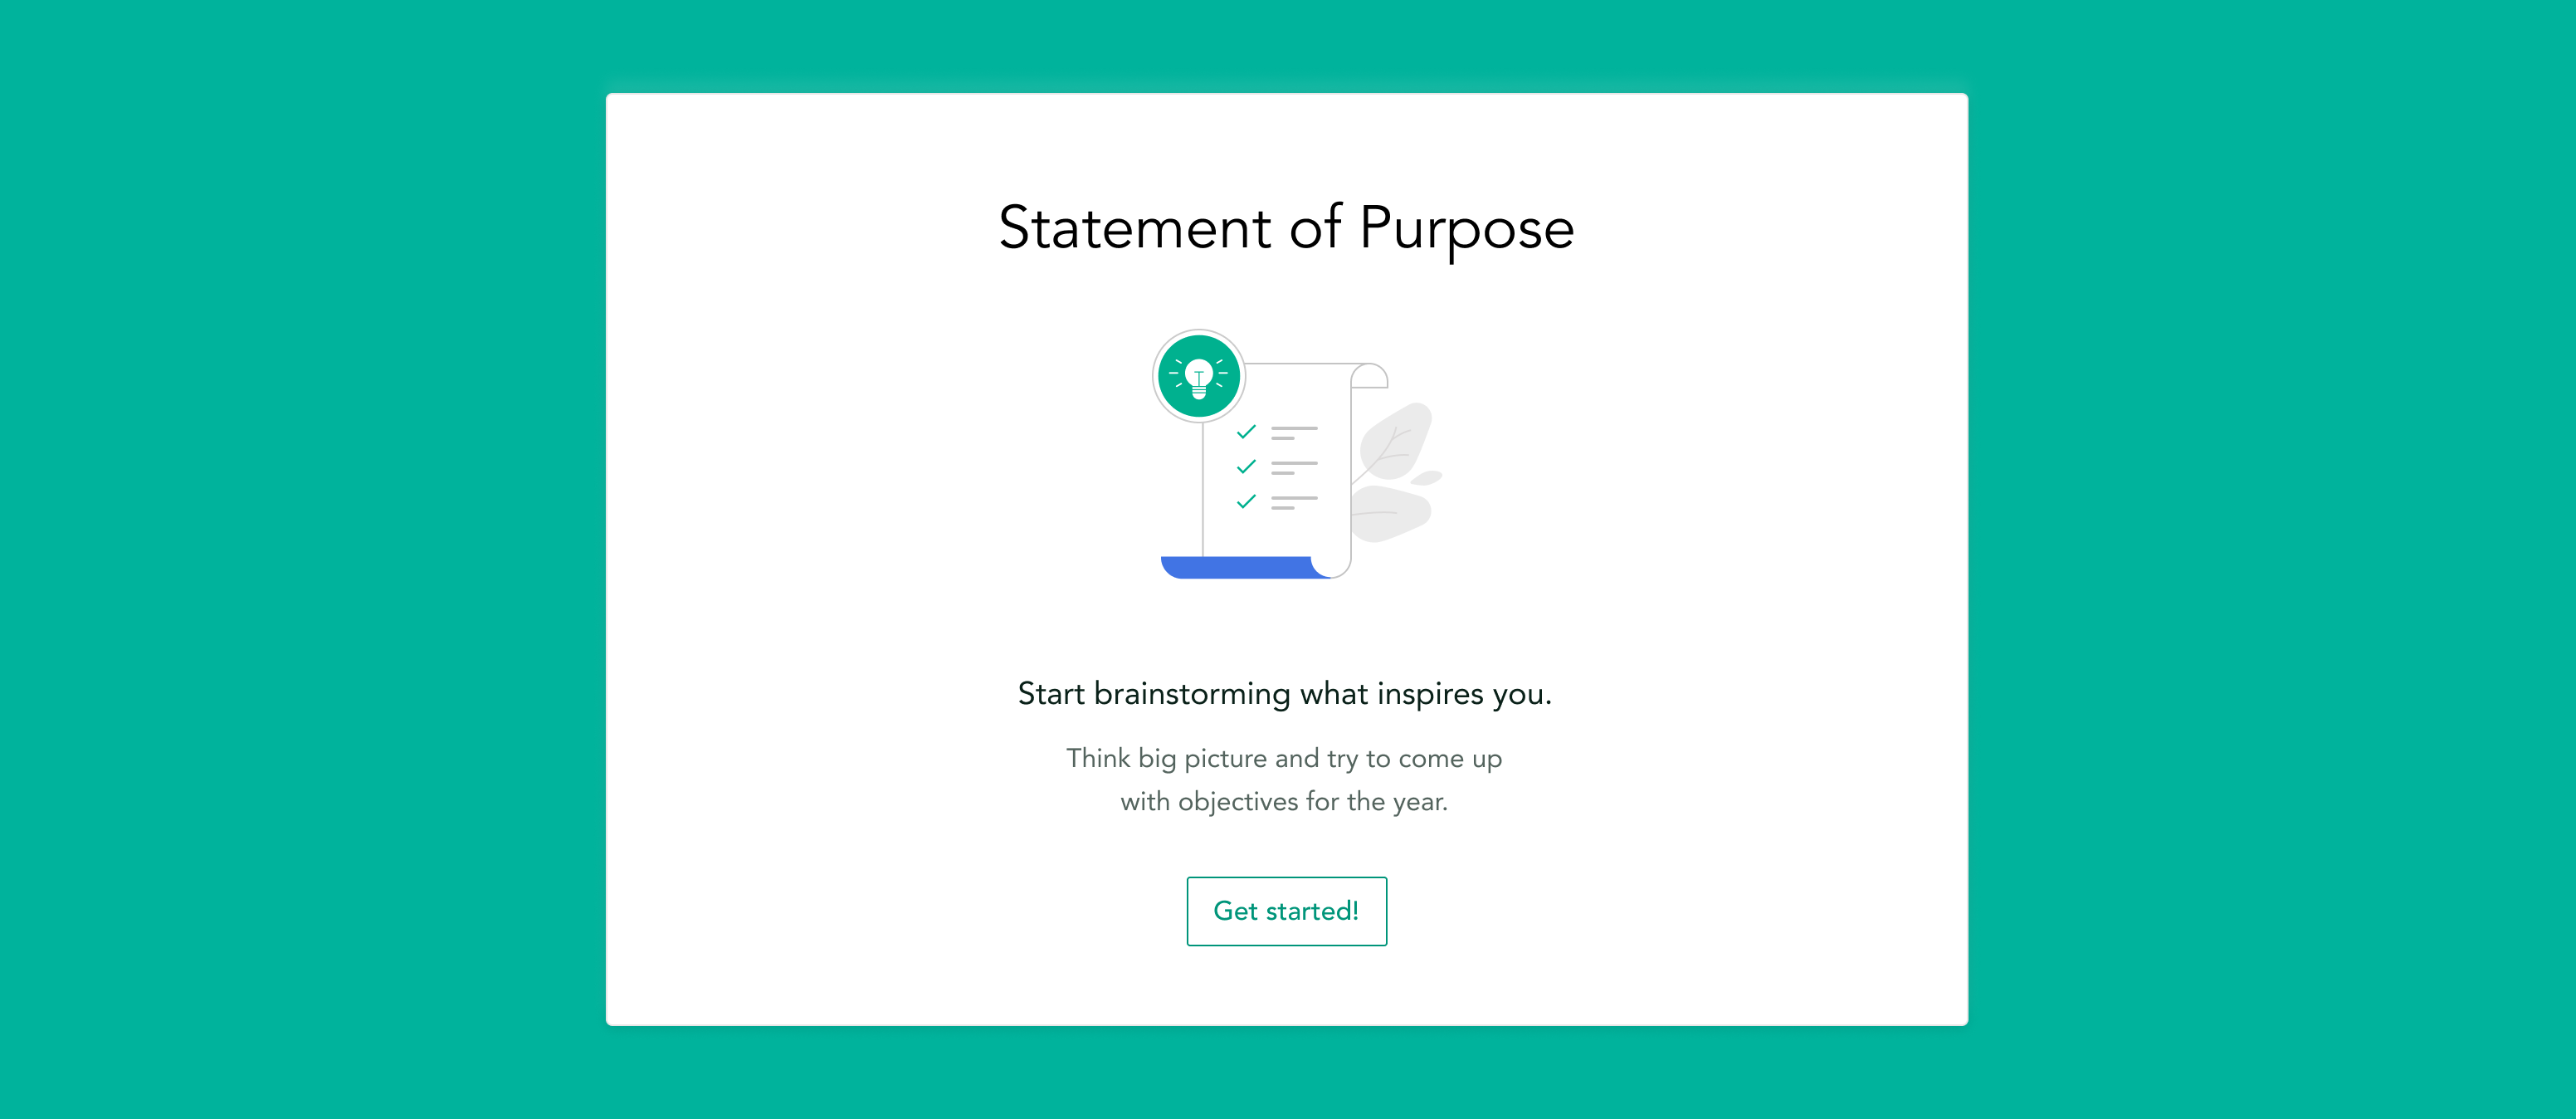 Statement of Purpose
Start brainstorming what inspires you.
Think big picture and try to come up
with objectives for the year.
Get started!